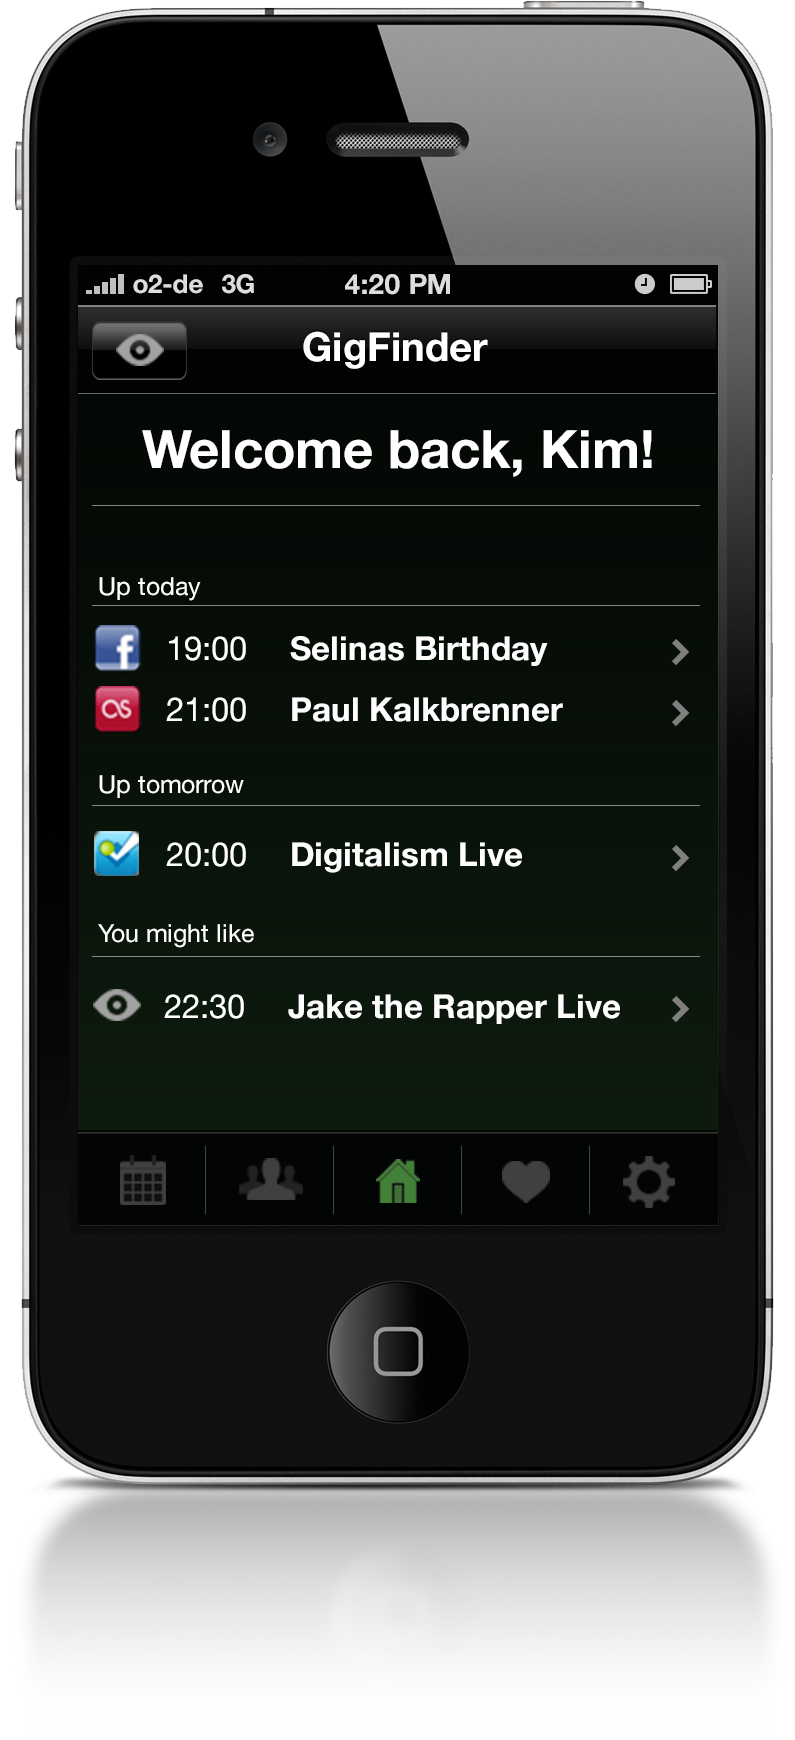 o2-de 3G 4:20 PM
GigFinder
Welcome back, Kim!
Up today
19:00 Selinas Birthday
21:00 Paul Kalkbrenner
Up tomorrow
20:00 Digitalism Live
You might like
22:30 Jake the Rapper Live